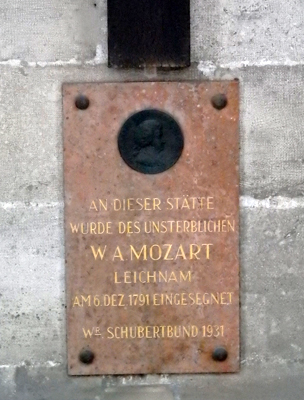 AN DIESER STÄTTE
WURDE DES UNSTERBLICHEN
W A MOZART
LEICHNAM
AM 6. DEZ. 1791 EINGESEGNET
WR SCHUBERTBUND 1931